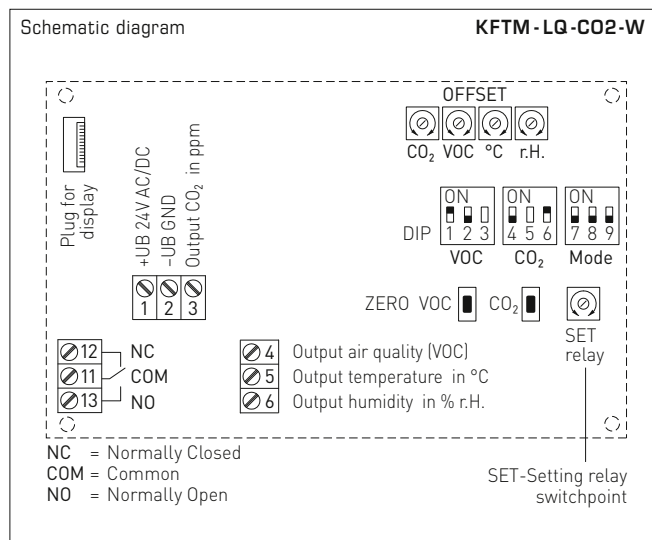 Schematic diagram KFTM-LQ-CO2-W
OFFSET
CO₂ VOC °C r.H.
Plug for
display
+UB 24V AC/DC
-UB GND
Output CO₂ in ppm
1 2 3
ON ON ON
DIP 1 2 3 4 5 6 7 8 9
VOC CO₂ Mode
ZERO VOC CO₂
SET
relay
12 NC
11 COM
13 NO
4 Output air quality (VOC)
5 Output temperature in °C
6 Output humidity in % r.H.
NC = Normally Closed
COM = Common
NO = Normally Open
SET-Setting relay
switchpoint